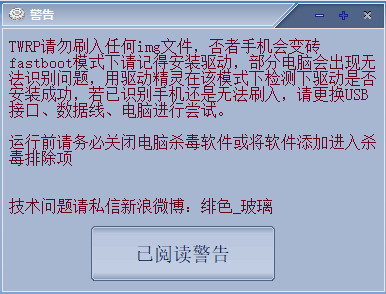 警告
TWRP请勿刷入任何img文件，否者手机会变砖
fastboot模式下请记得安装驱动，部分电脑会出现无
法识别问题，用驱动精灵在该模式下检测下驱动是否
安装成功，若已识别手机还是无法刷入，请更换USB
接口、数据线、电脑进行尝试。
运行前请务必关闭电脑杀毒软件或将软件添加进入杀
毒排除项
技术问题请私信新浪微博：绯色_玻璃
已阅读警告